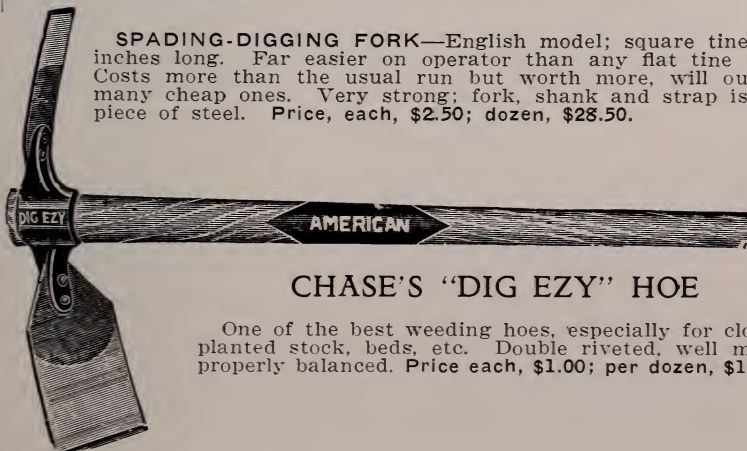 SPADING-DIGGING FORK—English model; square tine
inches long. Far easier on operator than any flat tine
Costs more than the usual run but worth more, will ou
many cheap ones. Very strong; fork, shank and strap is
piece of steel. Price, each, $2.50; dozen, $28.50.
DIG EZY
AMERICAN
CHASE'S "DIG EZY" HOE
One of the best weeding hoes, especially for clo
planted stock, beds, etc. Double riveted, well m
properly balanced. Price each, $1.00; per dozen, $1